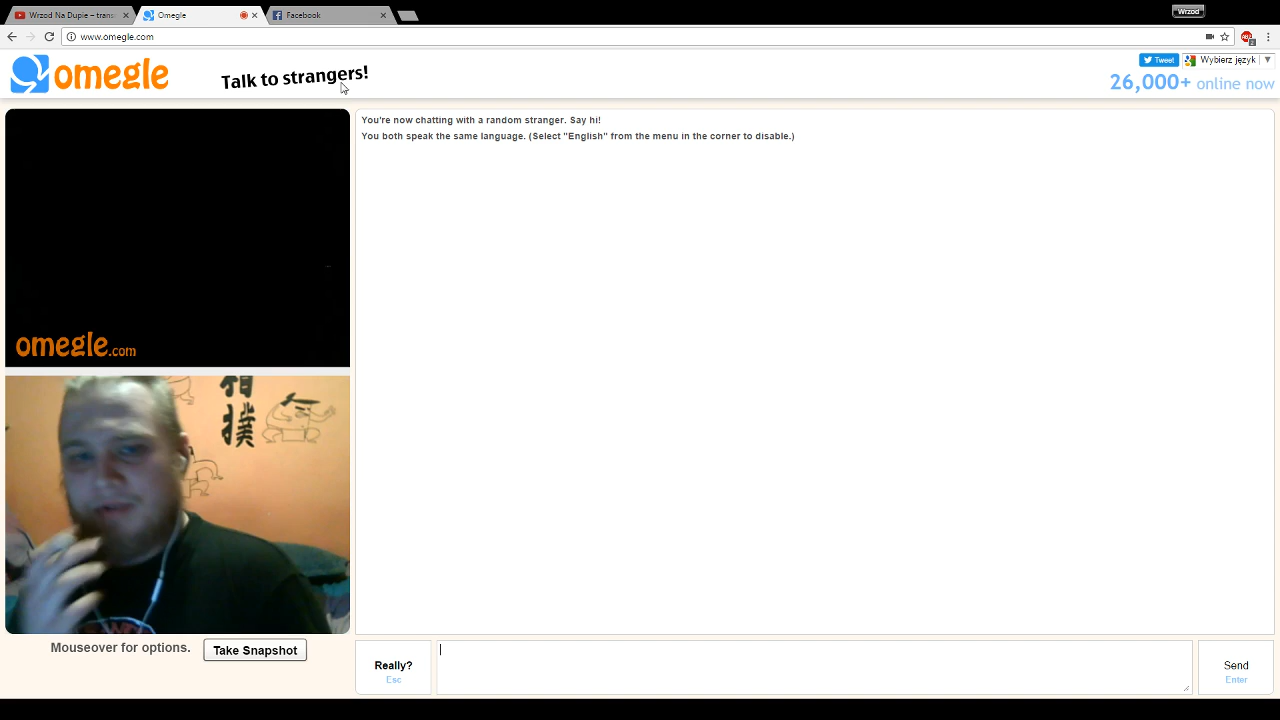 Wrzod Na Dupie – trans
Omegle
Facebook
Wrzod
www.omegle.com
omegle
Talk to strangers!
Tweet
Wybierz język
26,000+ online now
You're now chatting with a random stranger. Say hi!
You both speak the same language. (Select "English" from the menu in the corner to disable.)
omegle.com
相
撲
Mouseover for options.
Take Snapshot
Really?
Esc
Send
Enter